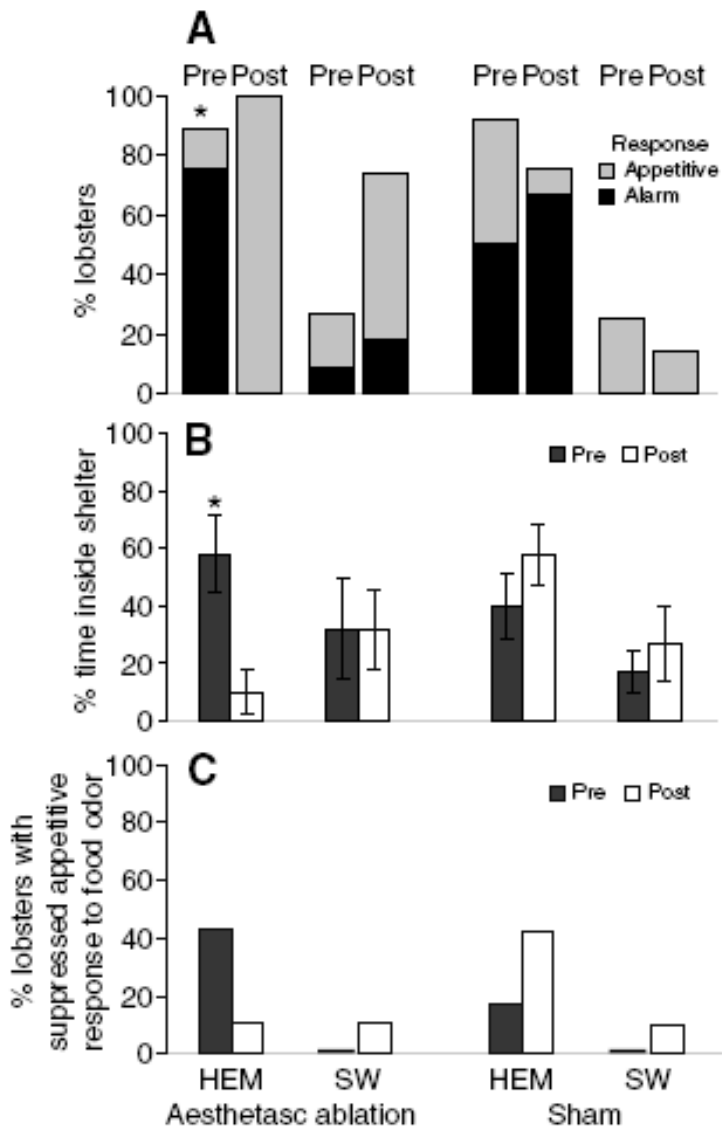 A
Pre Post Pre Post Pre Post Pre Post
100
80
60
40
20
0
% lobsters
*
Response
Appetitive
Alarm
B
100
80
60
40
20
0
% time inside shelter
*
Pre Post
C
100
80
60
40
20
0
% lobsters with
suppressed appetitive
response to food odor
Pre Post
HEM SW HEM SW
Aesthetasc ablation Sham